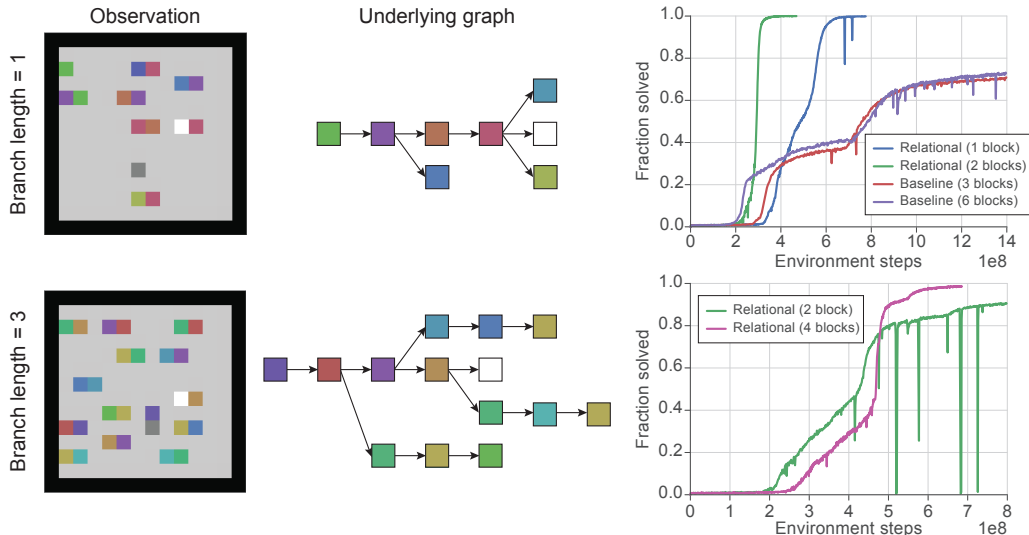 Observation
Underlying graph
Branch length = 1
Fraction solved
1.0
0.8
0.6
0.4
0.2
0.0
Relational (1 block)
Relational (2 blocks)
Baseline (3 blocks)
Baseline (6 blocks)
0 2 4 6 8 10 12 14
Environment steps 1e8
Branch length = 3
Fraction solved
1.0
0.8
0.6
0.4
0.2
0.0
Relational (2 block)
Relational (4 blocks)
0 2 3 4 5 6 7 8
Environment steps 1e8